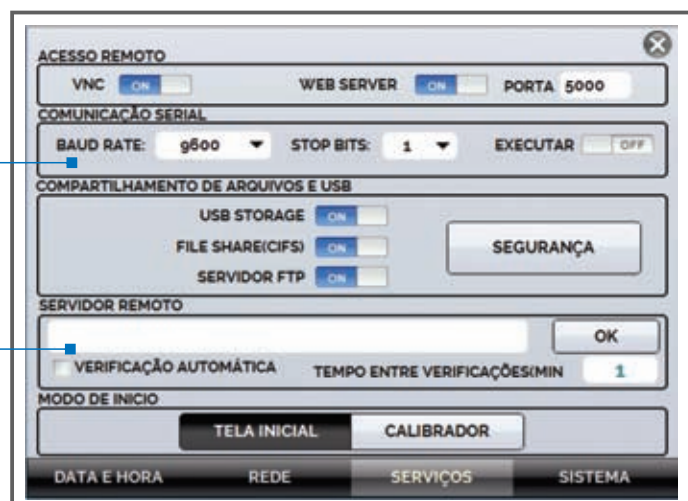 ACESSO REMOTO
VNC ON WEB SERVER ON PORTA 5000
COMUNICAÇÃO SERIAL
BAUD RATE: 9600 STOP BITS: 1 EXECUTAR OFF
COMPARTILHAMENTO DE ARQUIVOS E USB
USB STORAGE ON
FILE SHARE(CIFS) ON
SEGURANÇA
SERVIDOR FTP ON
SERVIDOR REMOTO
OK
VERIFICAÇÃO AUTOMÁTICA TEMPO ENTRE VERIFICAÇÕES(MIN 1
MODO DE INICIO
TELA INICIAL CALIBRADOR
DATA E HORA REDE SERVIÇOS SISTEMA